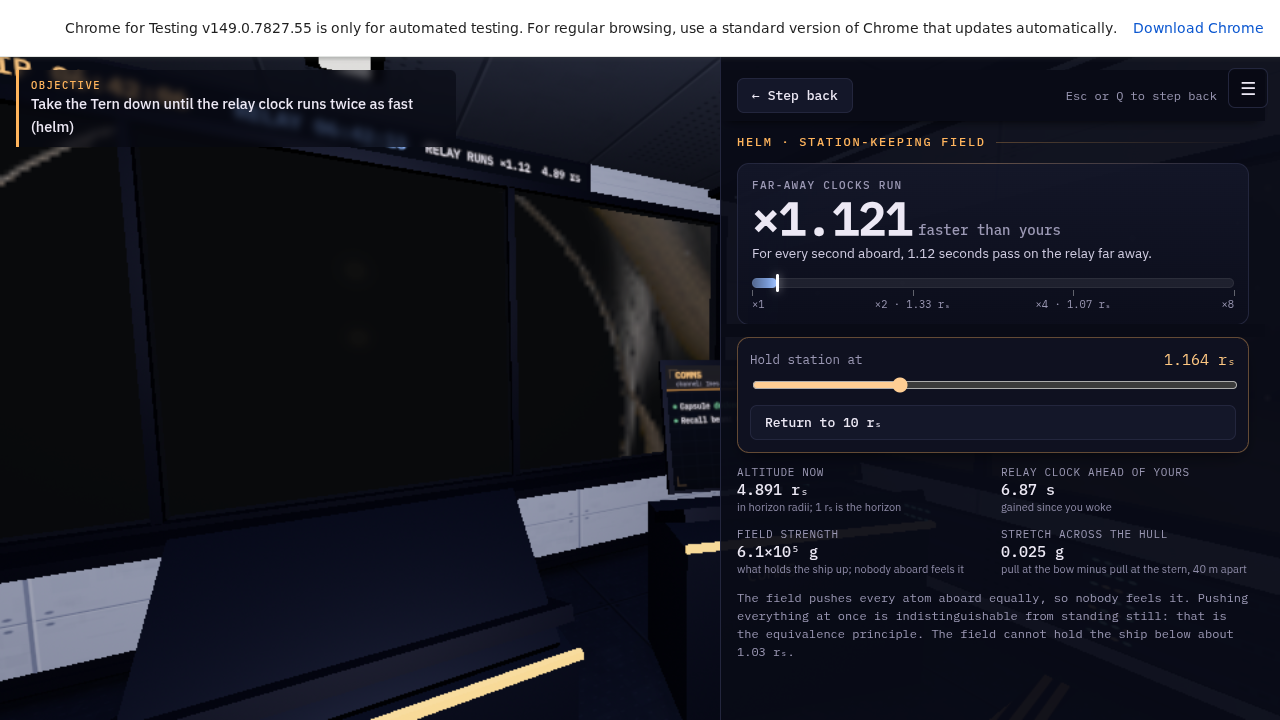 Chrome for Testing v149.0.7827.55 is only for automated testing. For regular browsing, use a standard version of Chrome that updates automatically. Download Chrome
OBJECTIVE
Take the Tern down until the relay clock runs twice as fast
(helm)
RELAY RUNS ×1.12 4.89 rs
COMMS
Capsule
Recall be
← Step back
Esc or Q to step back
☰
HELM · STATION-KEEPING FIELD
FAR-AWAY CLOCKS RUN
×1.121 faster than yours
For every second aboard, 1.12 seconds pass on the relay far away.
×1
×2 · 1.33 rₛ
×4 · 1.07 rₛ
×8
Hold station at
1.164 rₛ
Return to 10 rₛ
ALTITUDE NOW
4.891 rₛ
in horizon radii; 1 rₛ is the horizon
RELAY CLOCK AHEAD OF YOURS
6.87 s
gained since you woke
FIELD STRENGTH
6.1×10⁵ g
what holds the ship up; nobody aboard feels it
STRETCH ACROSS THE HULL
0.025 g
pull at the bow minus pull at the stern, 40 m apart
The field pushes every atom aboard equally, so nobody feels it. Pushing
everything at once is indistinguishable from standing still: that is
the equivalence principle. The field cannot hold the ship below about
1.03 rₛ.